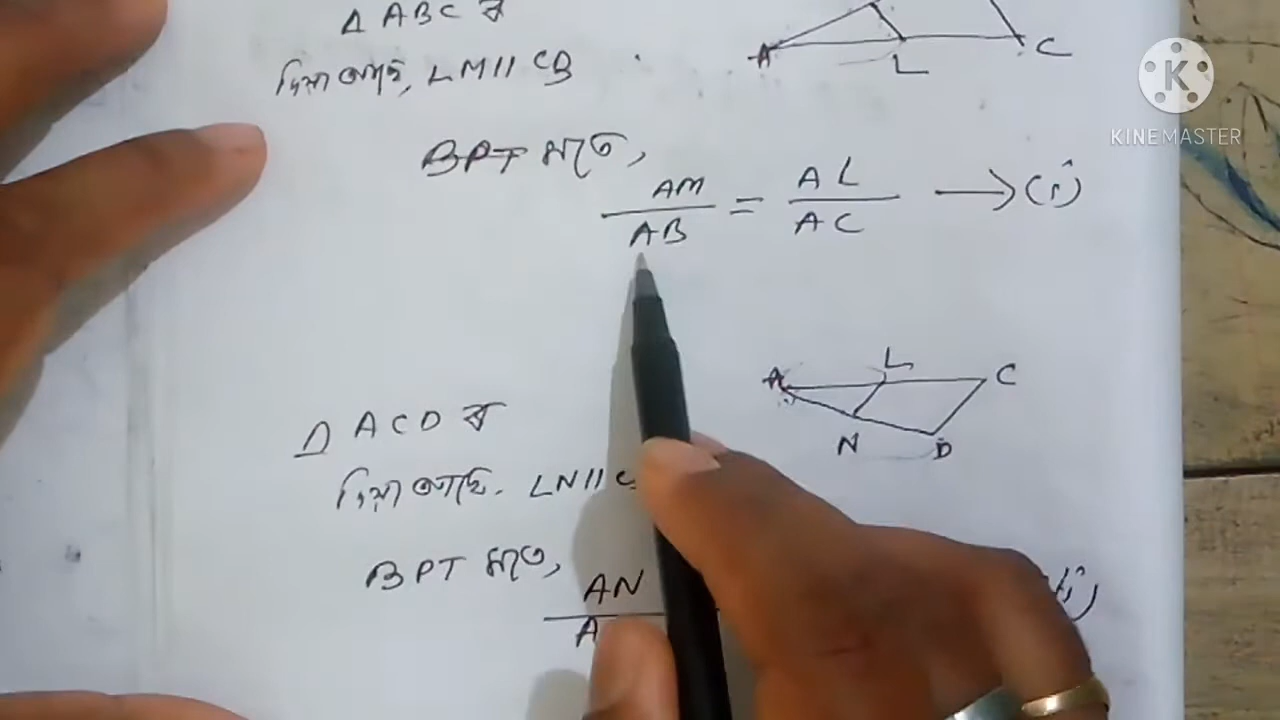 Δ ABC ৰ
A
L
C
দিয়া আছে, LM || CB
KINEMASTER
BPT মতে,
AM / AB = AL / AC → (i)
A
L
C
N
D
Δ ACD ৰ
দিয়া আছে. LN || C
BPT মতে,
AN
A